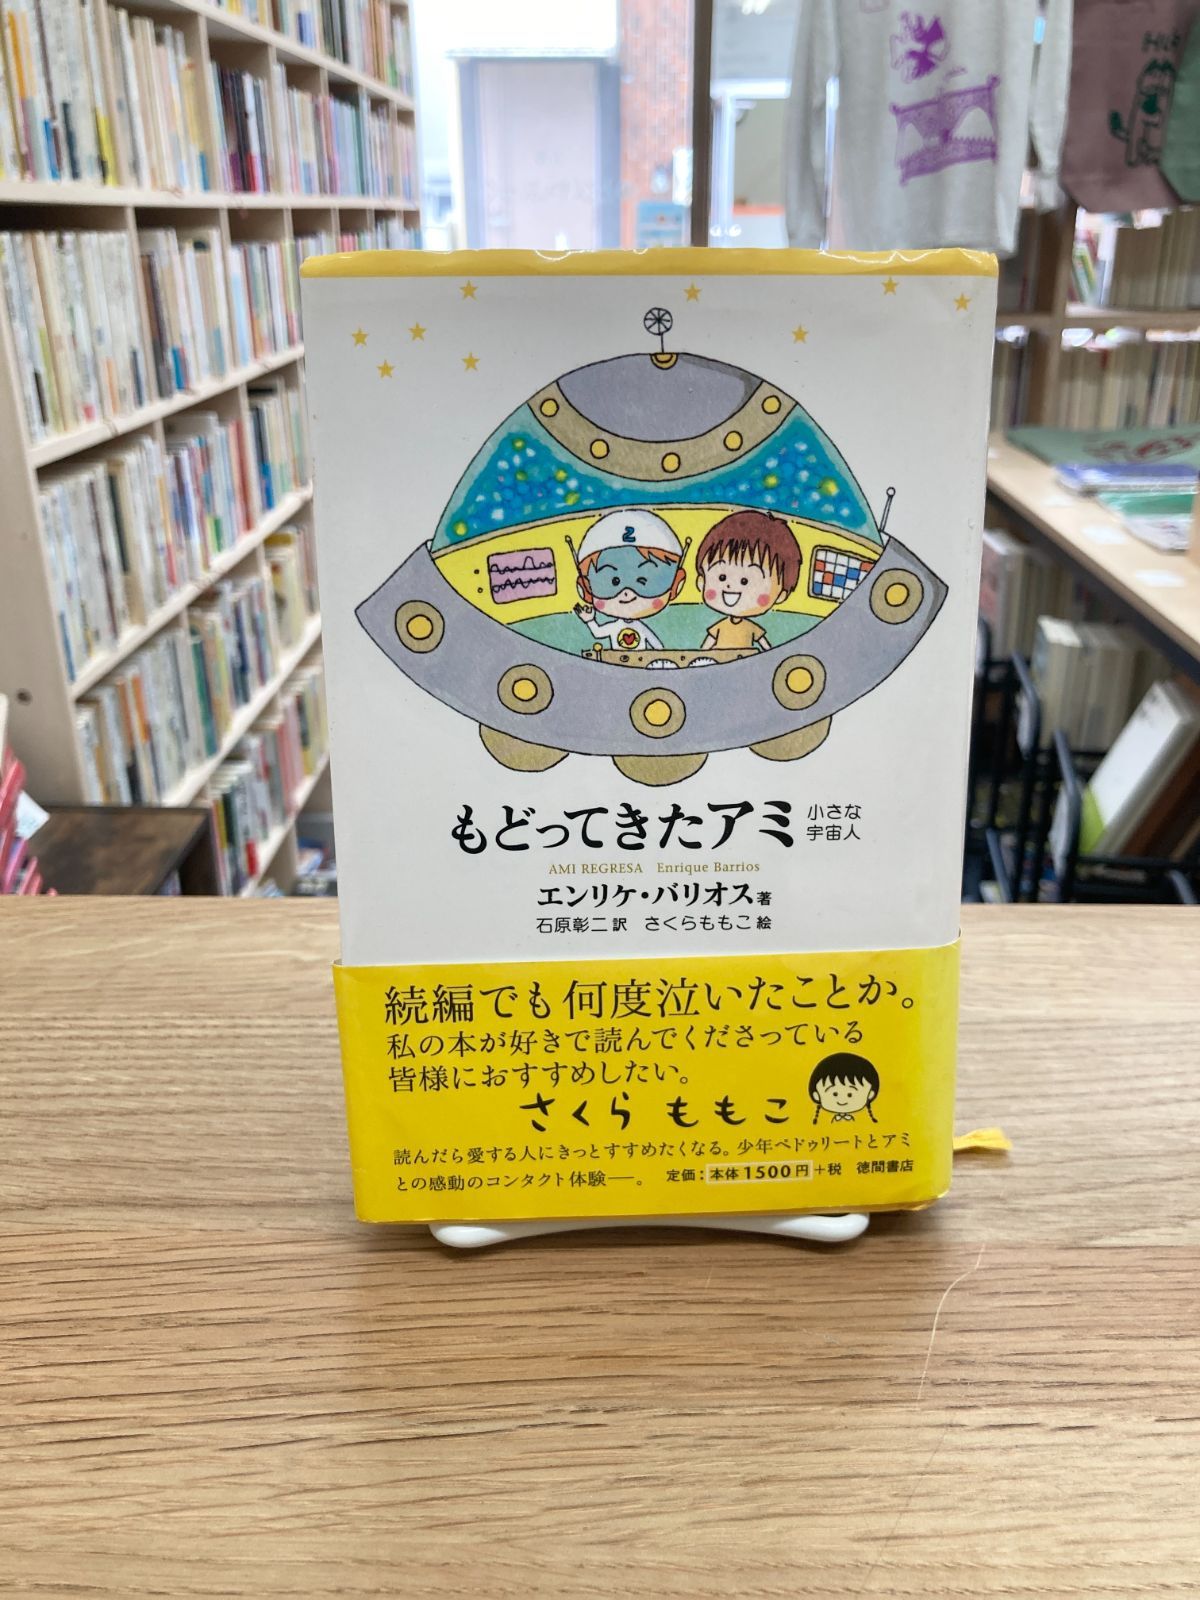 もどってきたアミ 小さな宇宙人
AMI REGRESA Enrique Barrios
エンリケ・バリオス 著
石原彰二 訳 さくらももこ 絵
続編でも何度泣いたことか。
私の本が好きで読んでくださっている
皆様におすすめしたい。
さくらももこ
読んだら愛する人にきっとすすめたくなる。少年ペドゥリートとアミ
との感動のコンタクト体験──。 定価:本体1500円+税 徳間書店